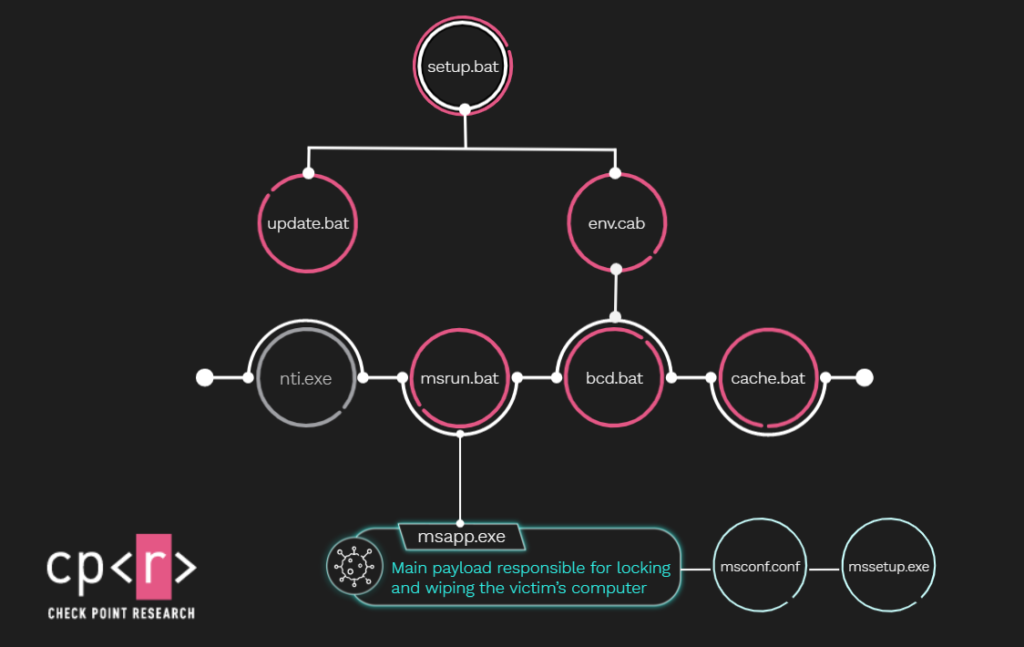 setup.bat
update.bat
env.cab
nti.exe
msrun.bat
bcd.bat
cache.bat
msapp.exe
Main payload responsible for locking
and wiping the victim's computer
msconf.conf
mssetup.exe
cp<r>
CHECK POINT RESEARCH